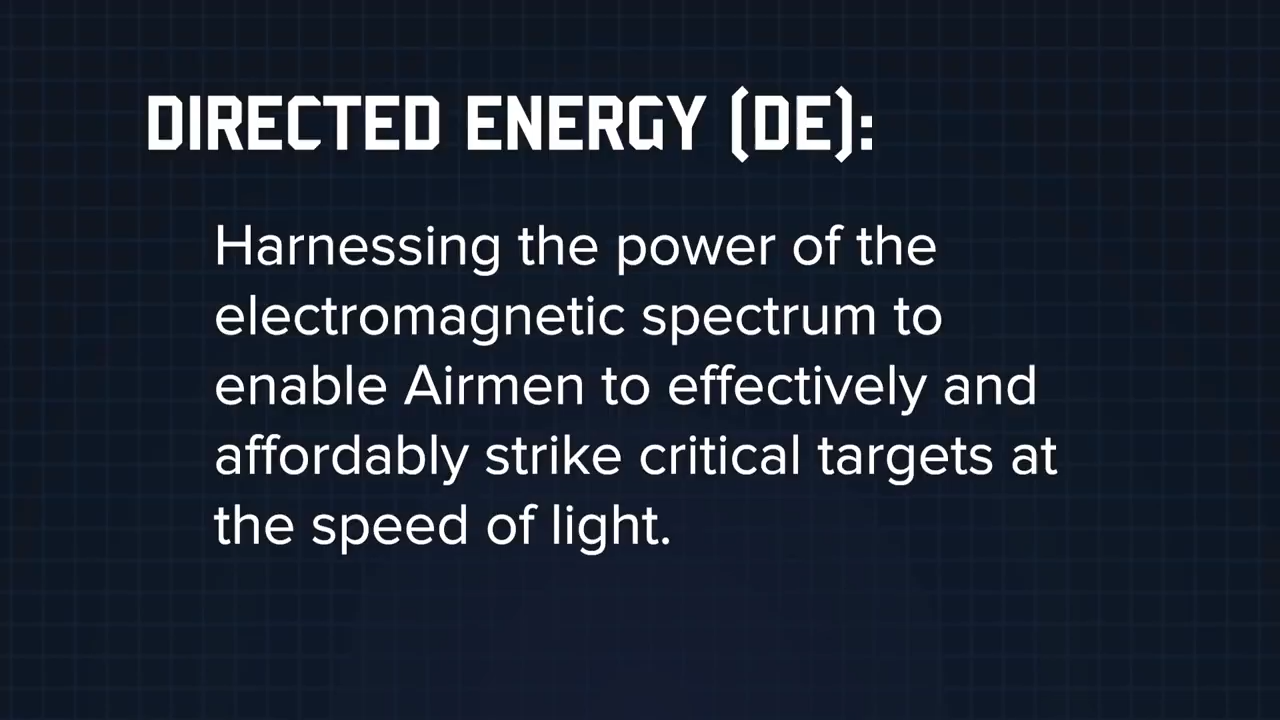 DIRECTED ENERGY (DE):
Harnessing the power of the
electromagnetic spectrum to
enable Airmen to effectively and
affordably strike critical targets at
the speed of light.